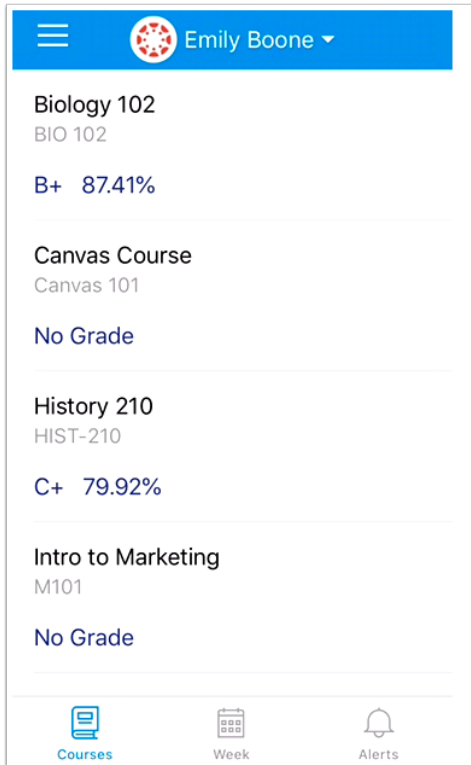 Emily Boone
Biology 102
BIO 102
B+ 87.41%
Canvas Course
Canvas 101
No Grade
History 210
HIST-210
C+ 79.92%
Intro to Marketing
M101
No Grade
Courses Week Alerts